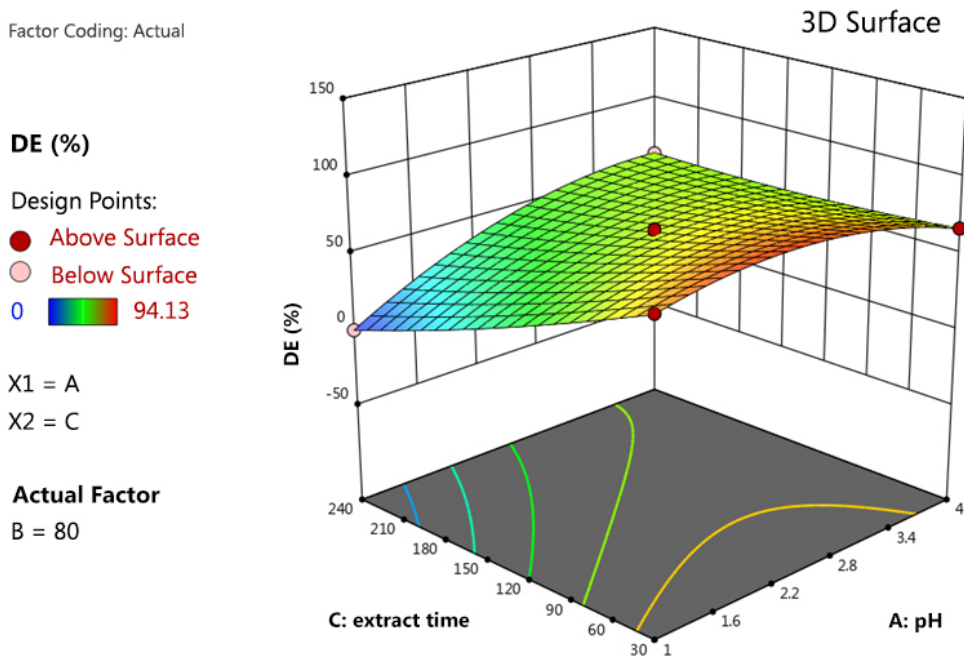 Factor Coding: Actual
3D Surface
DE (%)
Design Points:
Above Surface
Below Surface
0 94.13
X1 = A
X2 = C
Actual Factor
B = 80
150
100
50
0
-50
DE (%)
240
210
180
150
120
90
60
30
C: extract time
1
1.6
2.2
2.8
3.4
4
A: pH